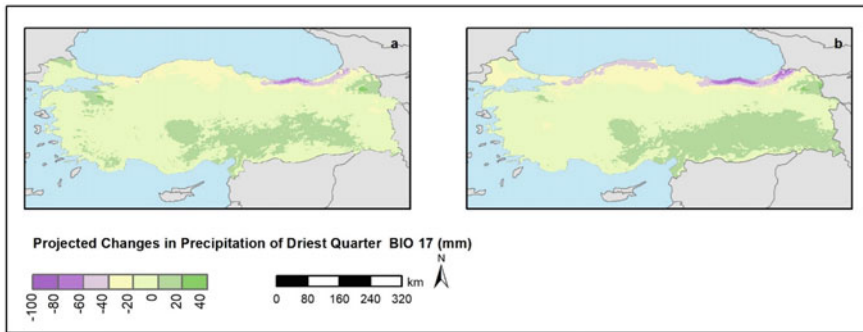 a
b
Projected Changes in Precipitation of Driest Quarter BIO 17 (mm)
N
km
-100 -80 -60 -40 -20 0 20 40
0 80 160 240 320